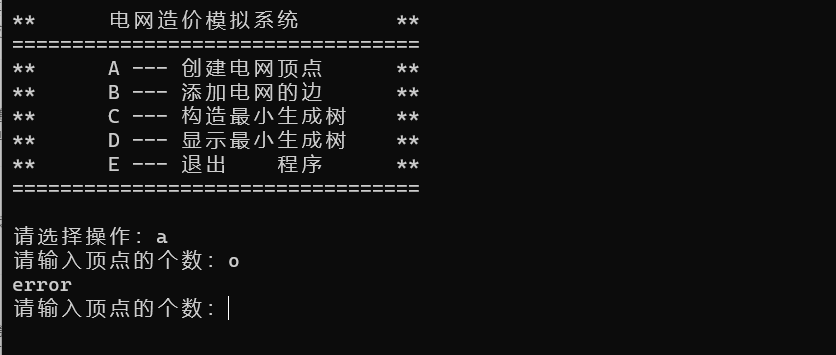 ** 电网造价模拟系统 **
==================================
** A --- 创建电网顶点 **
** B --- 添加电网的边 **
** C --- 构造最小生成树 **
** D --- 显示最小生成树 **
** E --- 退出 程序 **
==================================
请选择操作: a
请输入顶点的个数: o
error
请输入顶点的个数: